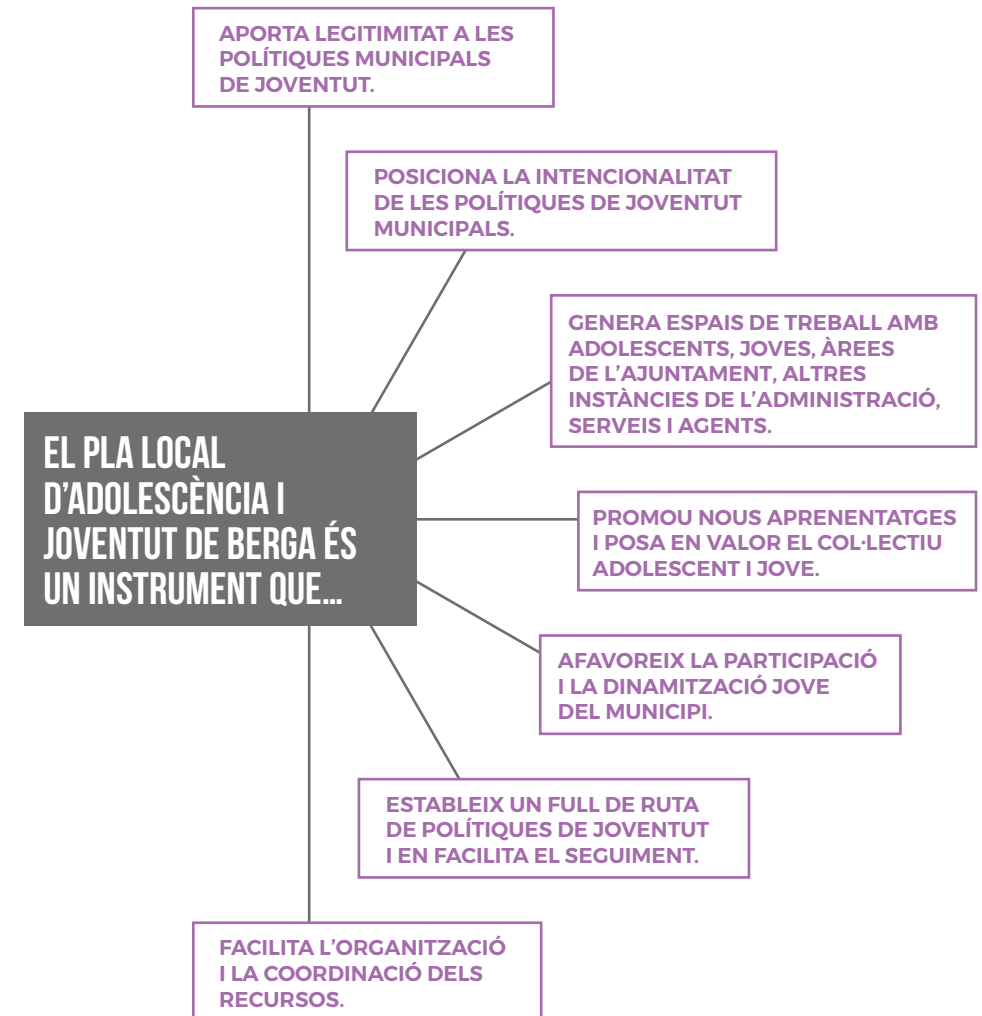 APORTA LEGITIMITAT A LES
POLÍTIQUES MUNICIPALS
DE JOVENTUT.
POSICIONA LA INTENCIONALITAT
DE LES POLÍTIQUES DE JOVENTUT
MUNICIPALS.
GENERA ESPAIS DE TREBALL AMB
ADOLESCENTS, JOVES, ÀREES
DE L’AJUNTAMENT, ALTRES
INSTÀNCIES DE L’ADMINISTRACIÓ,
SERVEIS I AGENTS.
EL PLA LOCAL
D’ADOLESCÈNCIA I
JOVENTUT DE BERGA ÉS
UN INSTRUMENT QUE...
PROMOU NOUS APRENENTATGES
I POSA EN VALOR EL COL·LECTIU
ADOLESCENT I JOVE.
AFAVOREIX LA PARTICIPACIÓ
I LA DINAMITZACIÓ JOVE
DEL MUNICIPI.
ESTABLEIX UN FULL DE RUTA
DE POLÍTIQUES DE JOVENTUT
I EN FACILITA EL SEGUIMENT.
FACILITA L’ORGANITZACIÓ
I LA COORDINACIÓ DELS
RECURSOS.